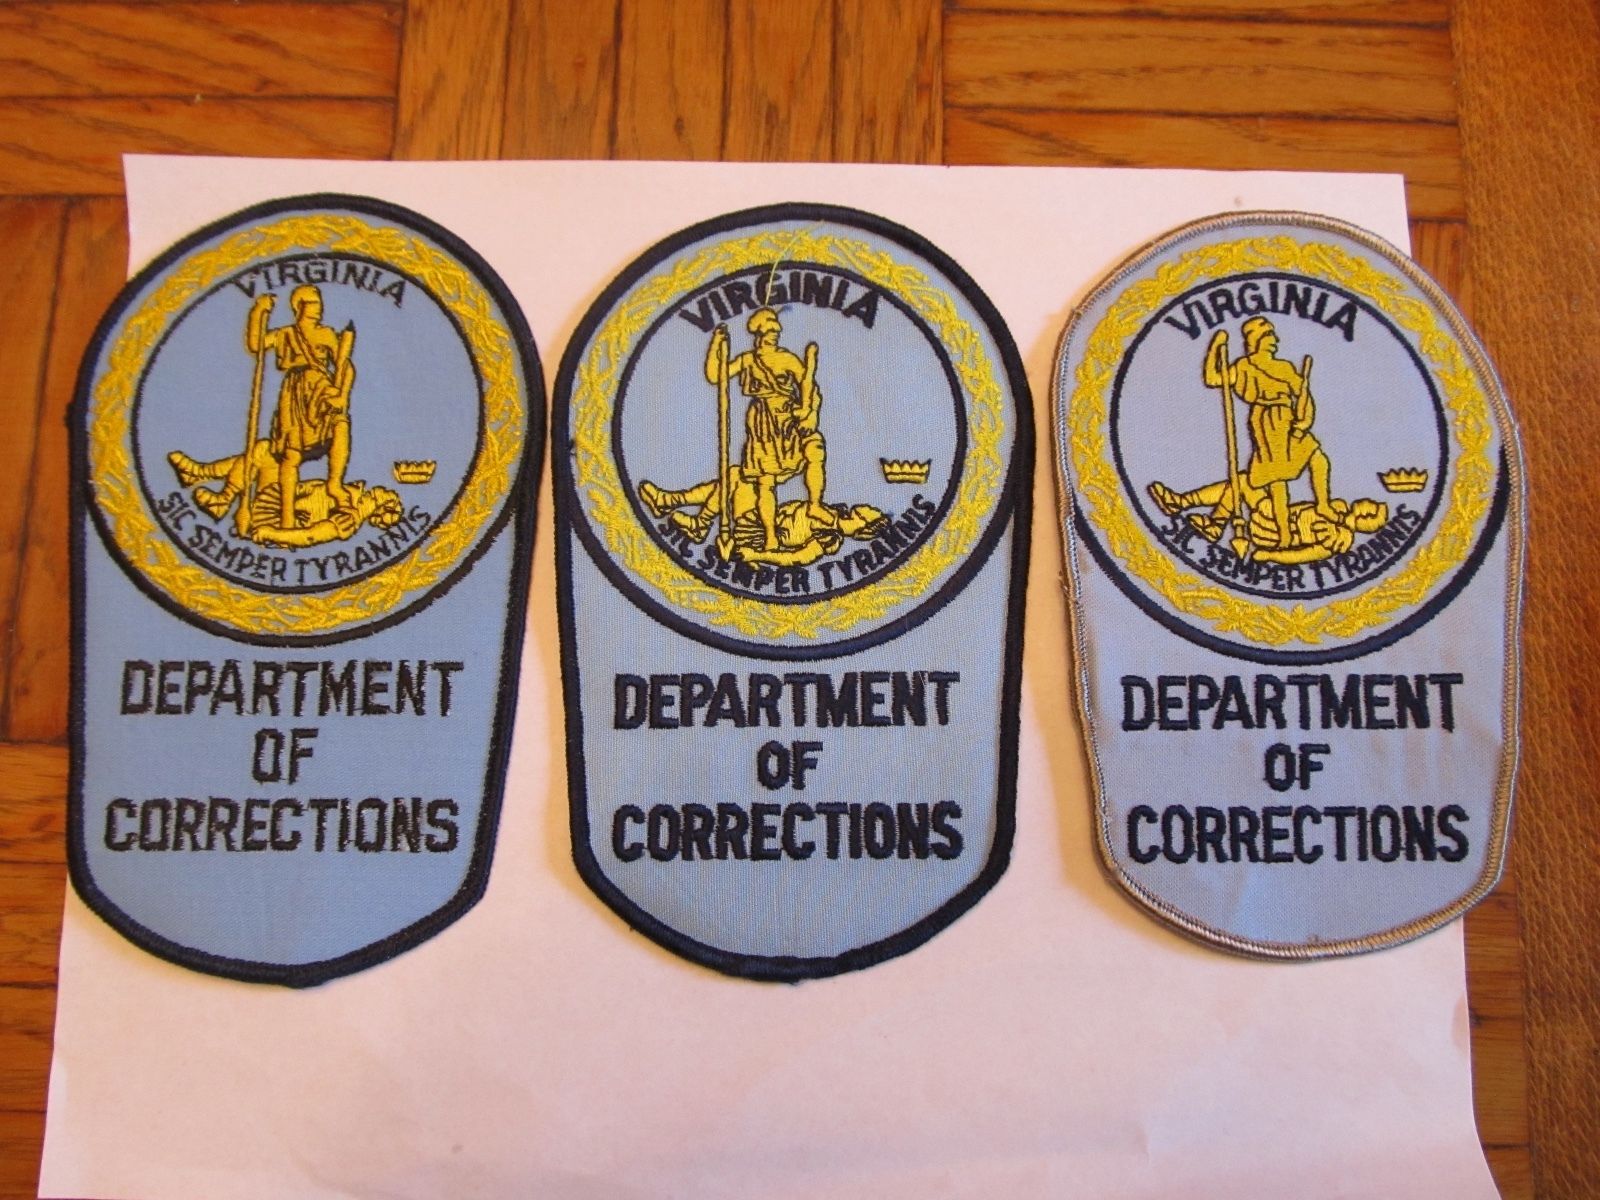 VIRGINIA
SIC SEMPER TYRANNIS
DEPARTMENT
OF
CORRECTIONS
VIRGINIA
SIC SEMPER TYRANNIS
DEPARTMENT
OF
CORRECTIONS
VIRGINIA
SIC SEMPER TYRANNIS
DEPARTMENT
OF
CORRECTIONS